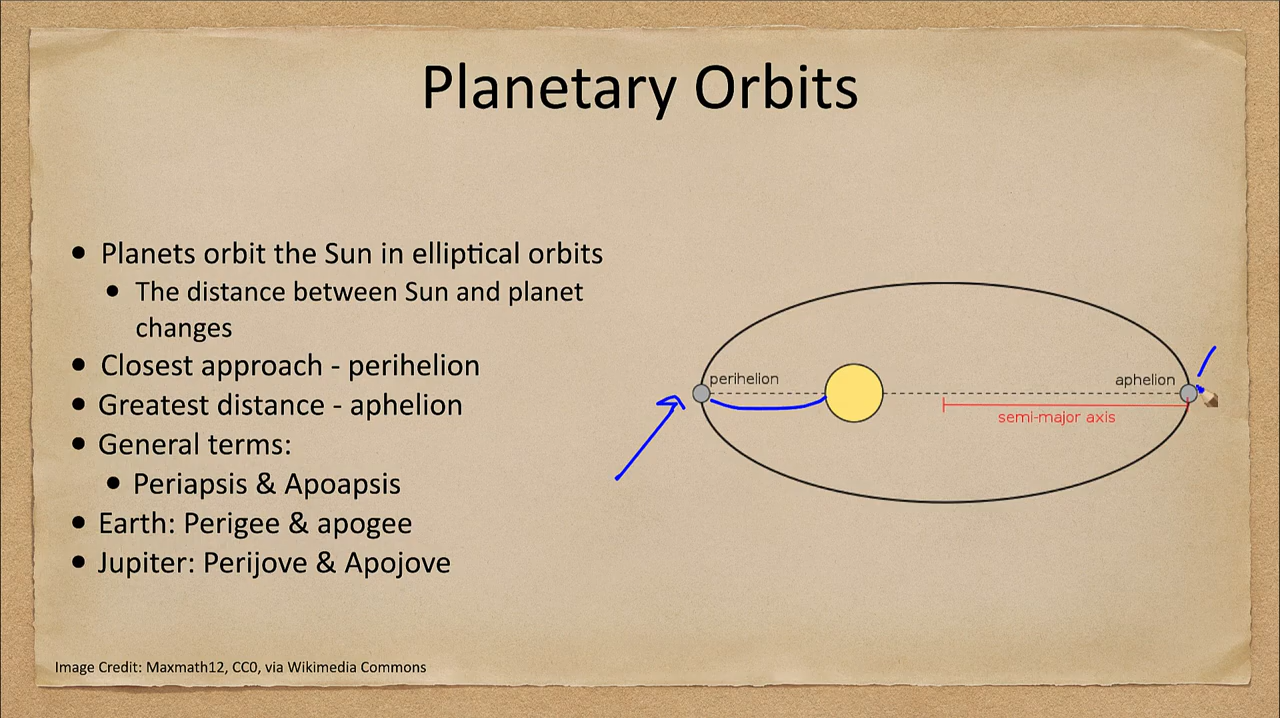 Planetary Orbits
• Planets orbit the Sun in elliptical orbits
• The distance between Sun and planet
changes
• Closest approach - perihelion
• Greatest distance - aphelion
• General terms:
• Periapsis & Apoapsis
• Earth: Perigee & apogee
• Jupiter: Perijove & Apojove
perihelion
aphelion
semi-major axis
Image Credit: Maxmath12, CC0, via Wikimedia Commons